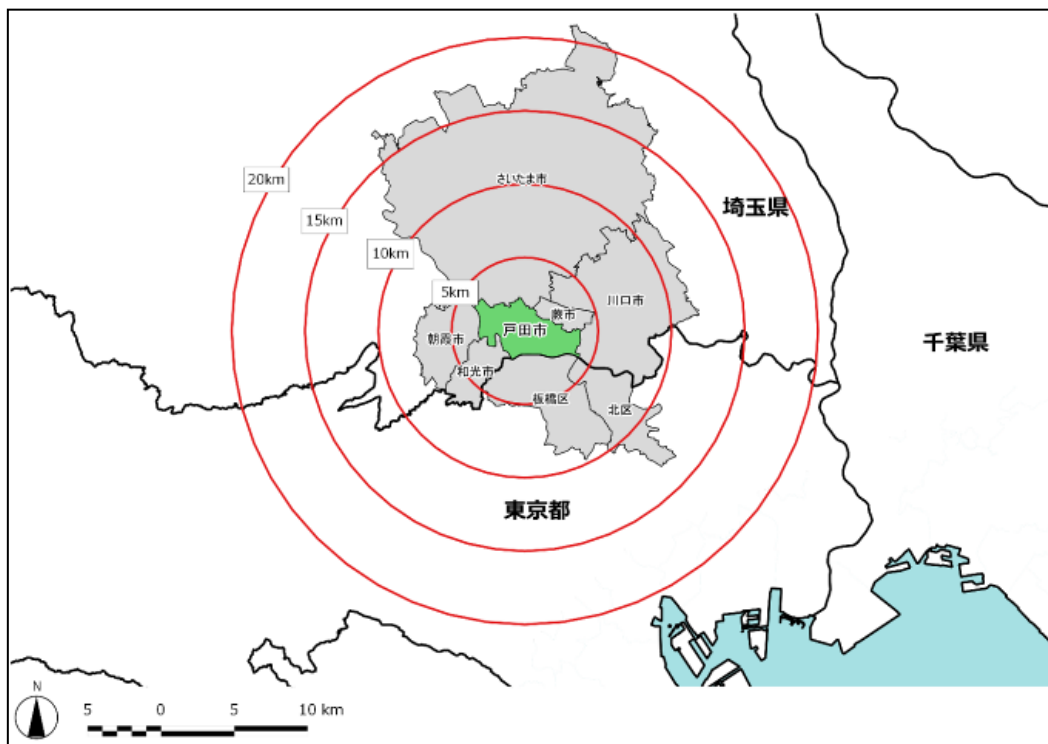 20km
さいたま市
15km
埼玉県
10km
5km
川口市
蕨市
戸田市
朝霞市
千葉県
和光市
板橋区
北区
東京都
N
5 0 5 10 km